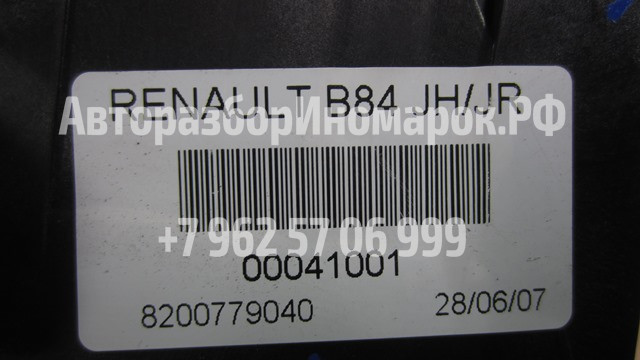 RENAULT B84 JH/JR
АвторазборИномарок.РФ
+7 962 57 06 999
00041001
8200779040 28/06/07